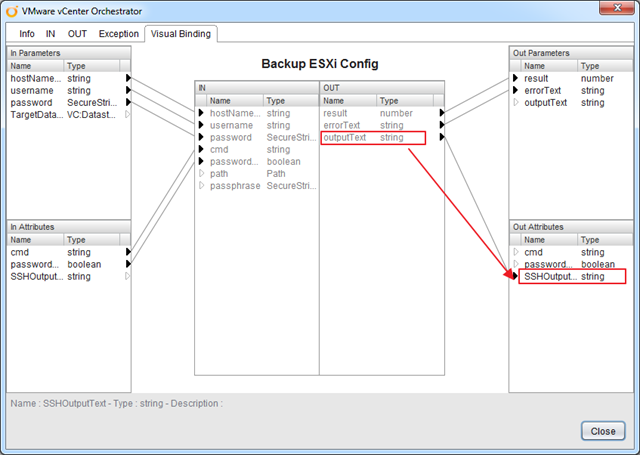 VMware vCenter Orchestrator
Info IN OUT Exception Visual Binding
Backup ESXi Config
In Parameters
Name Type
hostName... string
username string
password SecureStri...
TargetData... VC:Datast...
In Attributes
Name Type
cmd string
password... boolean
SSHOutput... string
IN
Name Type
hostName... string
username string
password SecureStri...
cmd string
password... boolean
path Path
passphrase SecureStri...
OUT
Name Type
result number
errorText string
outputText string
Out Parameters
Name Type
result number
errorText string
outputText string
Out Attributes
Name Type
cmd string
password... boolean
SSHOutput... string
Name : SSHOutputText - Type : string - Description :
Close